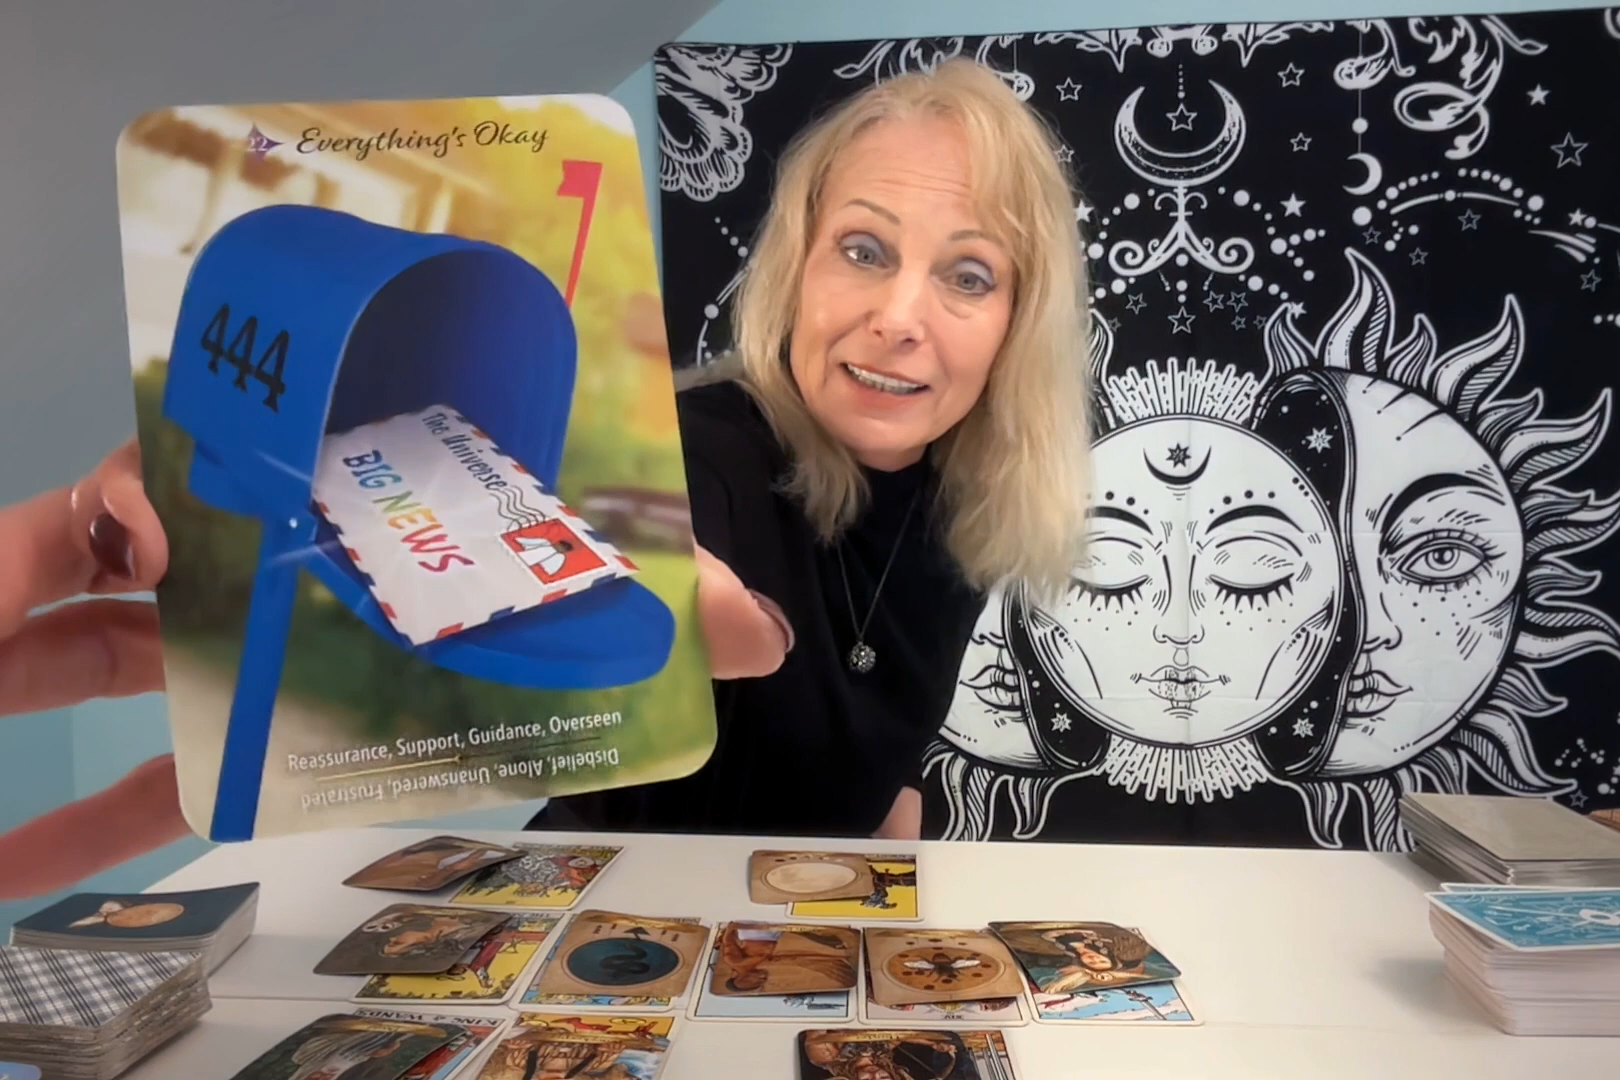 22 Everything's Okay
444
The Universe
BIG NEWS
Reassurance, Support, Guidance, Overseen
Disbelief, Alone, Unanswered, Frustrated
KING of WANDS